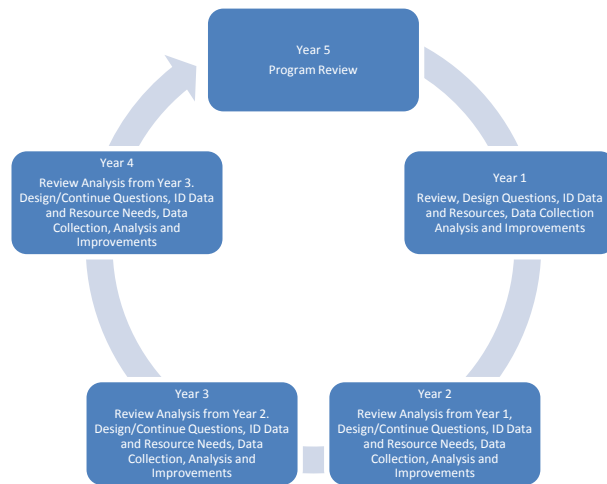 Year 5
Program Review
Year 1
Review, Design Questions, ID Data
and Resources, Data Collection
Analysis and Improvements
Year 2
Review Analysis from Year 1,
Design/Continue Questions, ID Data
and Resource Needs, Data
Collection, Analysis and
Improvements
Year 3
Review Analysis from Year 2.
Design/Continue Questions, ID Data
and Resource Needs, Data
Collection, Analysis and
Improvements
Year 4
Review Analysis from Year 3.
Design/Continue Questions, ID Data
and Resource Needs, Data
Collection, Analysis and
Improvements